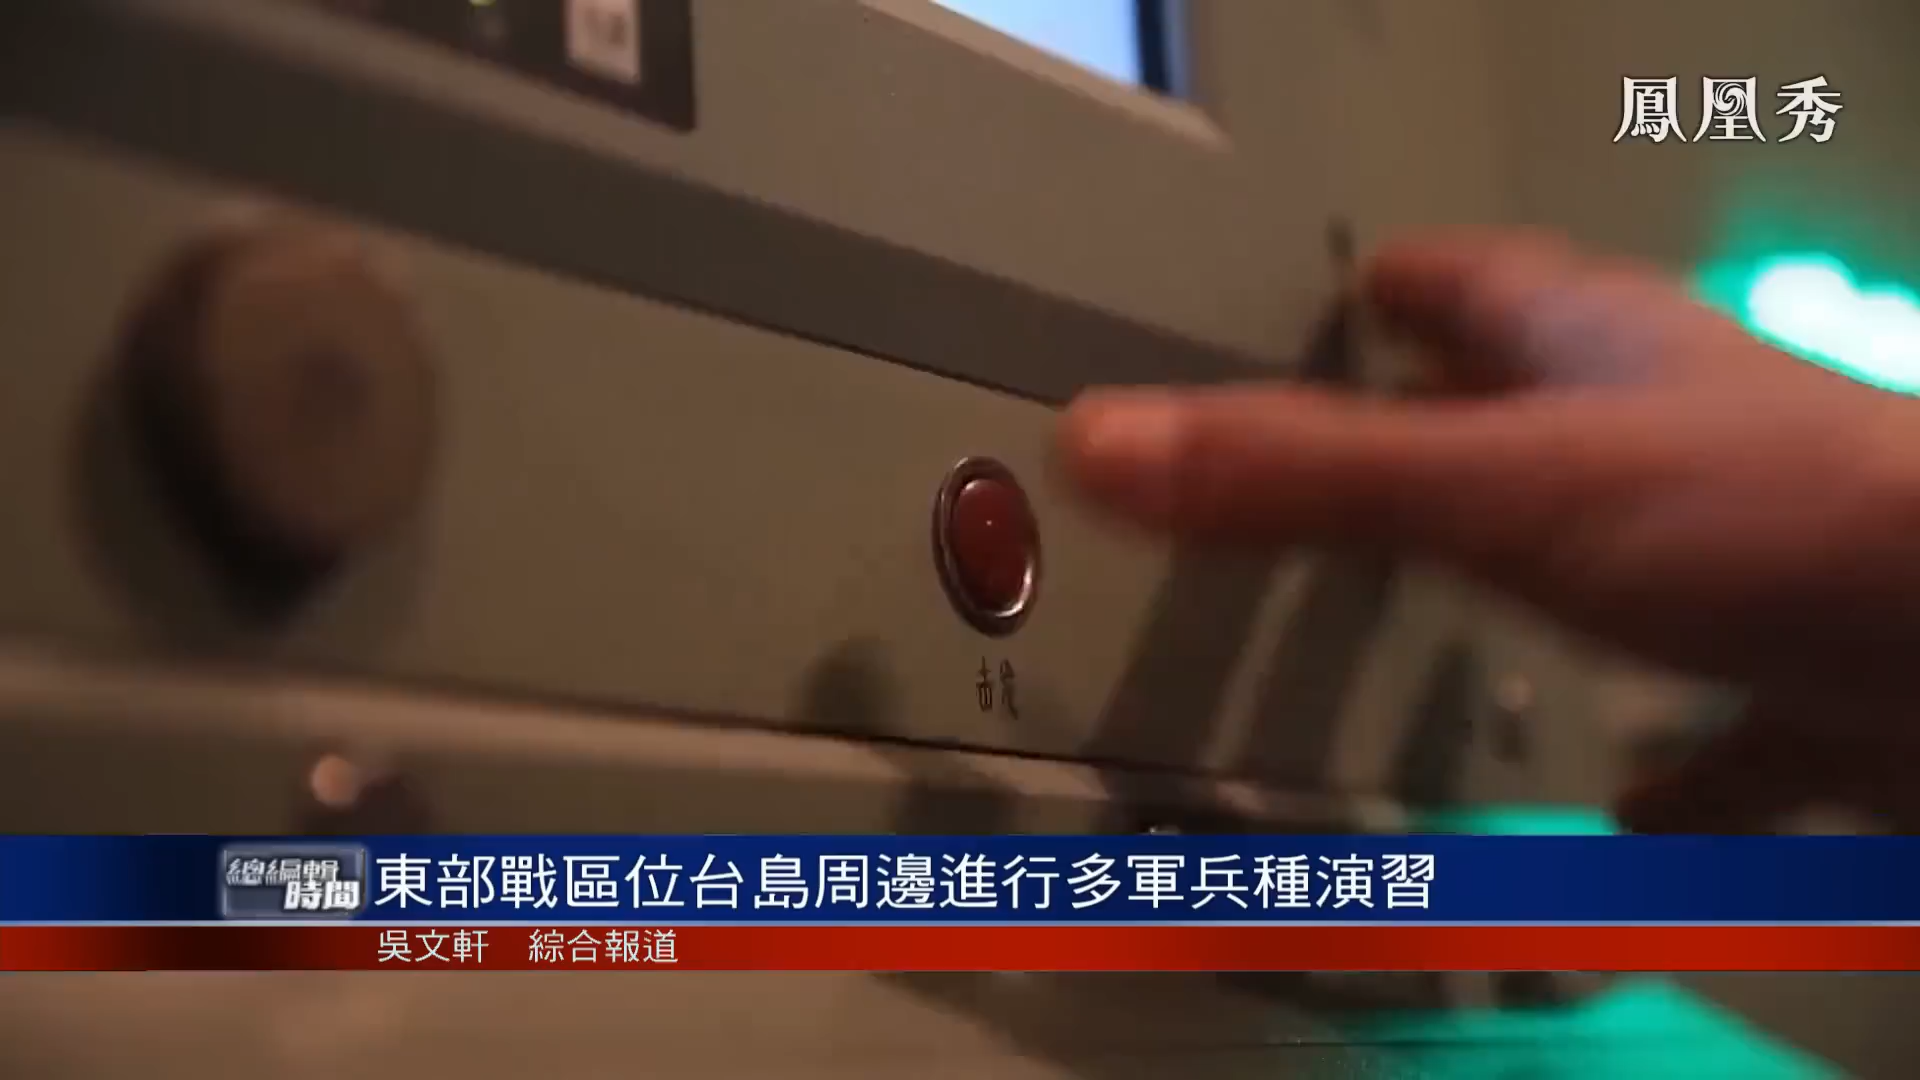 鳳凰秀
總編輯
時間
東部戰區位台島周邊進行多軍兵種演習
吳文軒 綜合報道